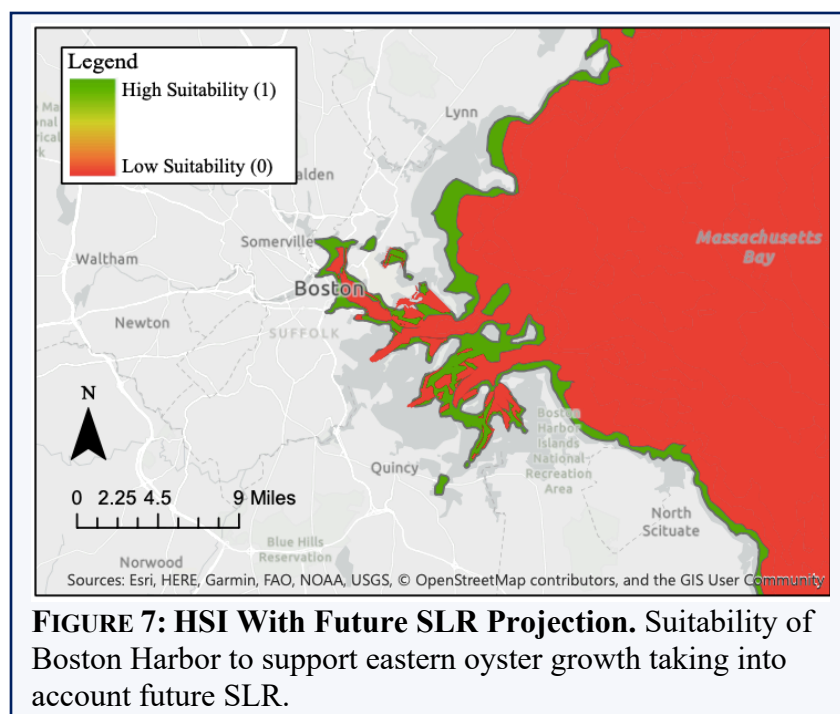 Legend
High Suitability (1)
Low Suitability (0)
Lynn
alden
Somerville
Massachusetts
Bay
Waltham
Boston
Newton
SUFFOLK
N
Boston
Harbor
Islands
National
Recreation
Area
Quincy
0 2.25 4.5 9 Miles
North
Scituate
Blue Hills
Reservation
Norwood
Sources: Esri, HERE, Garmin, FAO, NOAA, USGS, © OpenStreetMap contributors, and the GIS User Community
FIGURE 7: HSI With Future SLR Projection. Suitability of
Boston Harbor to support eastern oyster growth taking into
account future SLR.